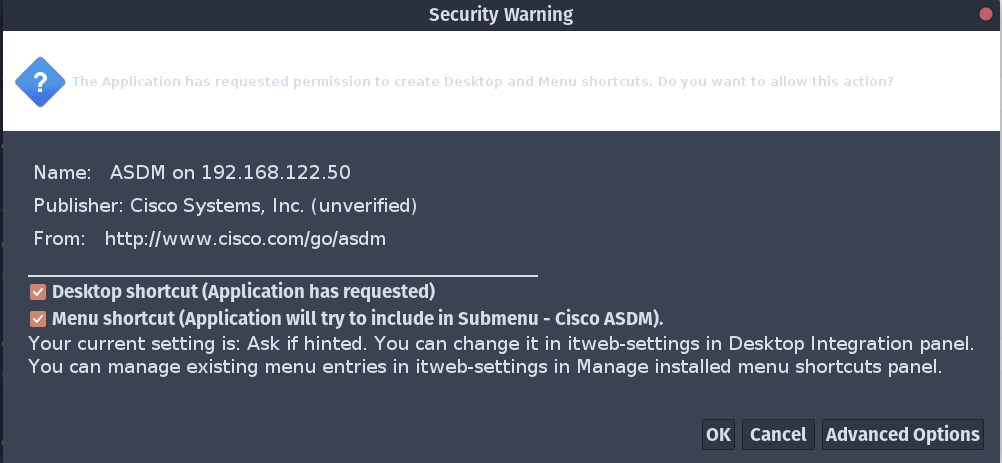 Security Warning
?
The Application has requested permission to create Desktop and Menu shortcuts. Do you want to allow this action?
Name: ASDM on 192.168.122.50
Publisher: Cisco Systems, Inc. (unverified)
From: http://www.cisco.com/go/asdm
Desktop shortcut (Application has requested)
Menu shortcut (Application will try to include in Submenu - Cisco ASDM).
Your current setting is: Ask if hinted. You can change it in itweb-settings in Desktop Integration panel.
You can manage existing menu entries in itweb-settings in Manage installed menu shortcuts panel.
OK Cancel Advanced Options